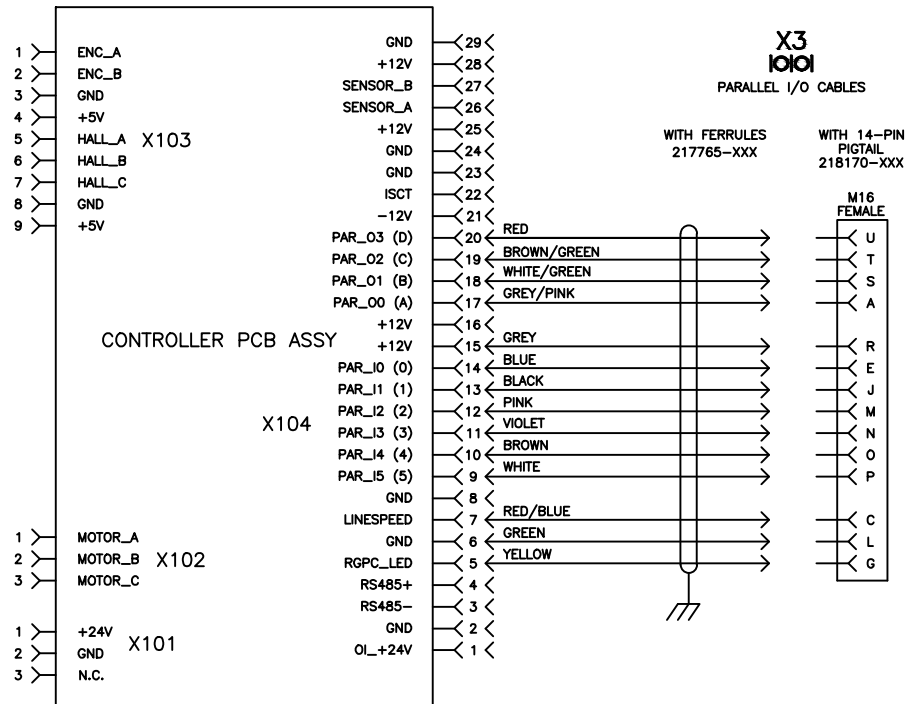 1 ENC_A
2 ENC_B
3 GND
4 +5V
5 HALL_A
6 HALL_B
7 HALL_C
8 GND
9 +5V
X103
CONTROLLER PCB ASSY
X104
1 MOTOR_A
2 MOTOR_B
3 MOTOR_C
X102
1 +24V
2 GND
3 N.C.
X101
GND 29
+12V 28
SENSOR_B 27
SENSOR_A 26
+12V 25
GND 24
GND 23
ISCT 22
-12V 21
PAR_O3 (D) 20 RED U
PAR_O2 (C) 19 BROWN/GREEN T
PAR_O1 (B) 18 WHITE/GREEN S
PAR_O0 (A) 17 GREY/PINK A
+12V 16
+12V 15 GREY R
PAR_I0 (0) 14 BLUE E
PAR_I1 (1) 13 BLACK J
PAR_I2 (2) 12 PINK M
PAR_I3 (3) 11 VIOLET N
PAR_I4 (4) 10 BROWN O
PAR_I5 (5) 9 WHITE P
GND 8
LINESPEED 7 RED/BLUE C
GND 6 GREEN L
RGPC_LED 5 YELLOW G
RS485+ 4
RS485- 3
GND 2
OI_+24V 1
X3
IOIOI
PARALLEL I/O CABLES
WITH FERRULES
217765-XXX
WITH 14-PIN
PIGTAIL
218170-XXX
M16
FEMALE